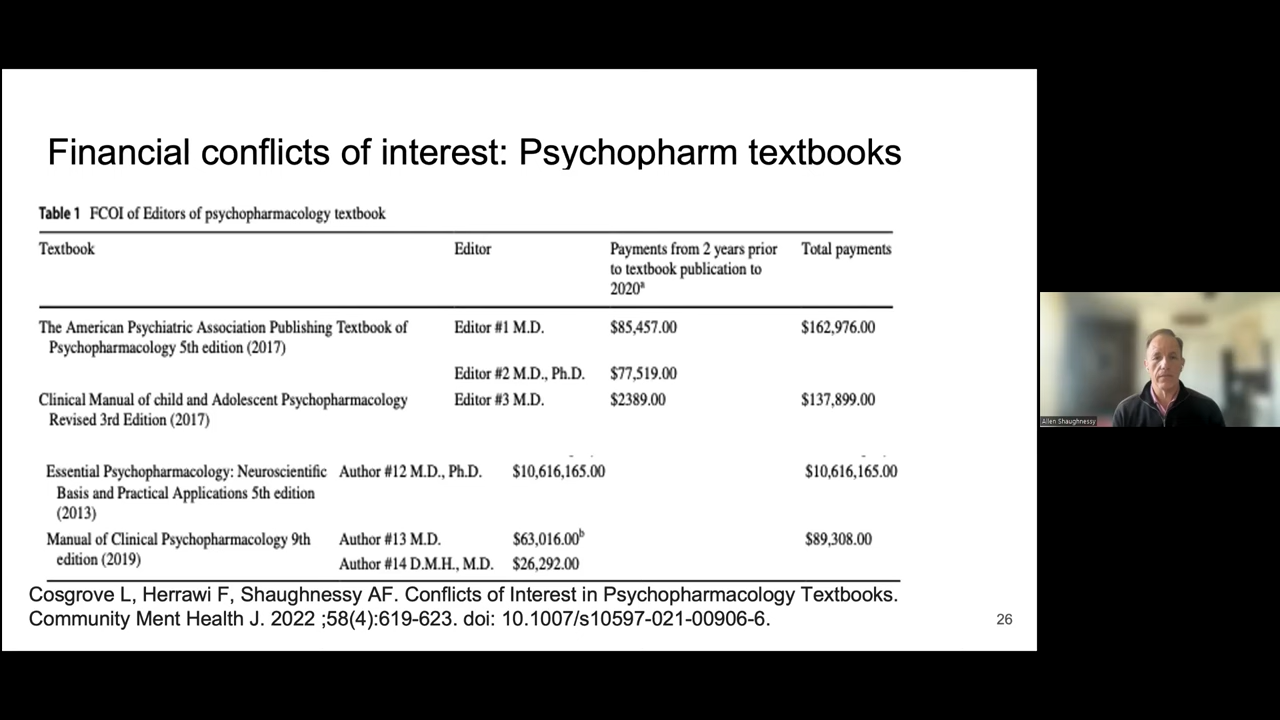 Financial conflicts of interest: Psychopharm textbooks
Table 1 FCOI of Editors of psychopharmacology textbook
Textbook Editor Payments from 2 years prior to textbook publication to 2020ᵃ Total payments
The American Psychiatric Association Publishing Textbook of Editor #1 M.D. $85,457.00 $162,976.00
Psychopharmacology 5th edition (2017)
Editor #2 M.D., Ph.D. $77,519.00
Clinical Manual of child and Adolescent Psychopharmacology Editor #3 M.D. $2389.00 $137,899.00
Revised 3rd Edition (2017)
Essential Psychopharmacology: Neuroscientific Author #12 M.D., Ph.D. $10,616,165.00 $10,616,165.00
Basis and Practical Applications 5th edition
(2013)
Manual of Clinical Psychopharmacology 9th Author #13 M.D. $63,016.00ᵇ $89,308.00
edition (2019)
Author #14 D.M.H., M.D. $26,292.00
Cosgrove L, Herrawi F, Shaughnessy AF. Conflicts of Interest in Psychopharmacology Textbooks.
Community Ment Health J. 2022 ;58(4):619-623. doi: 10.1007/s10597-021-00906-6.
26
Allen Shaughnessy